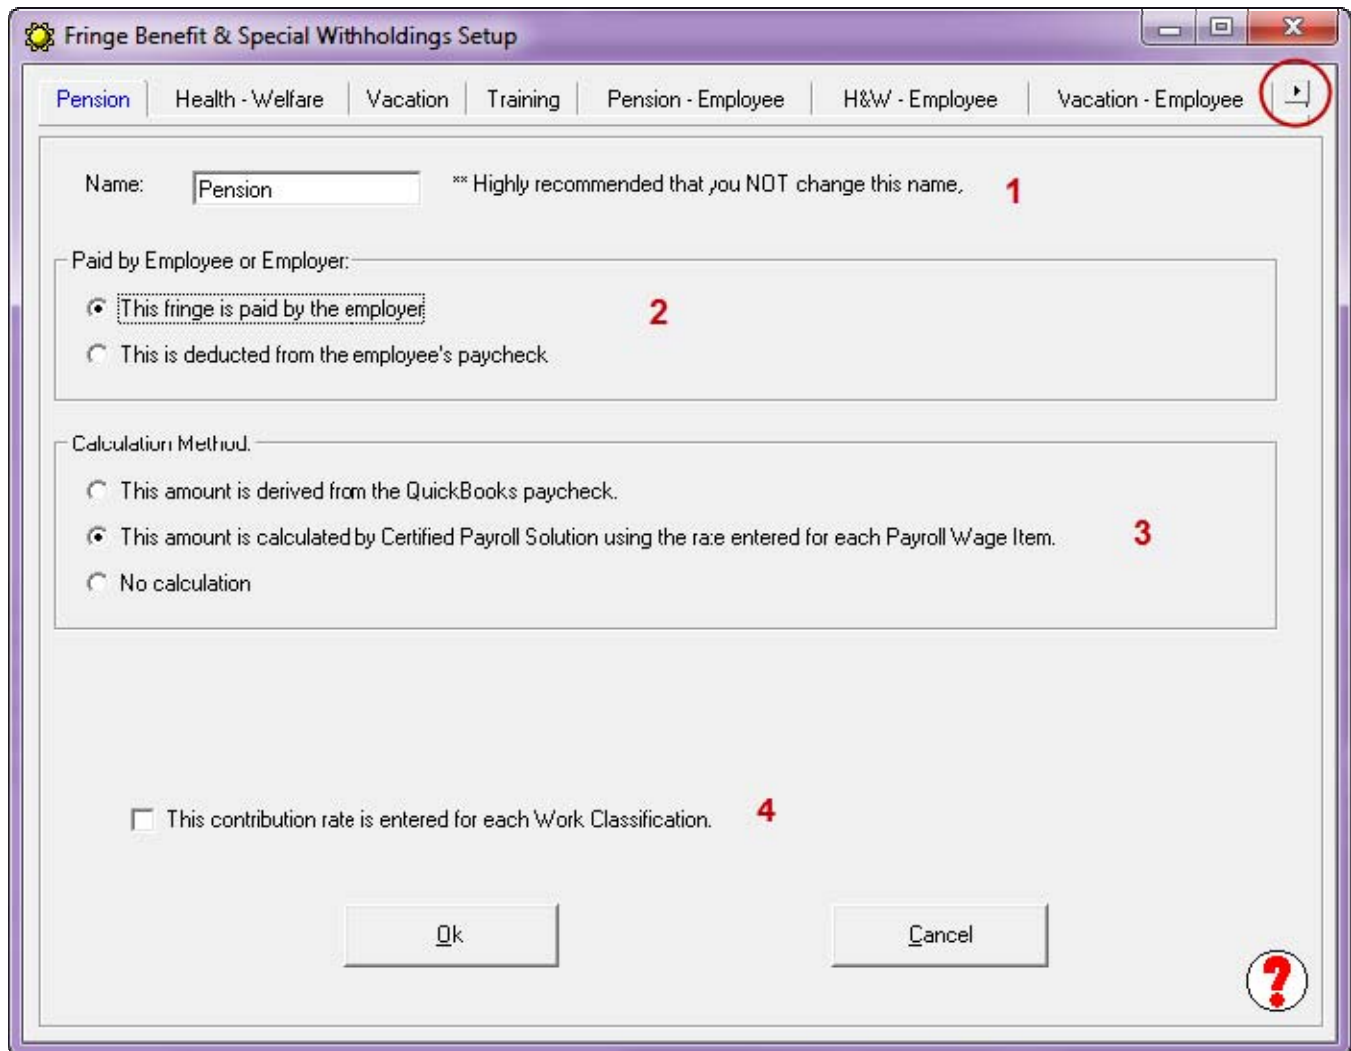 Fringe Benefit & Special Withholdings Setup
Pension Health - Welfare Vacation Training Pension - Employee H&W - Employee Vacation - Employee
Name: Pension ** Highly recommended that you NOT change this name, 1
Paid by Employee or Employer:
This fringe is paid by the employer 2
This is deducted from the employee's paycheck
Calculation Method.
This amount is derived from the QuickBooks paycheck.
This amount is calculated by Certified Payroll Solution using the rate entered for each Payroll Wage Item. 3
No calculation
This contribution rate is entered for each Work Classification. 4
Ok Cancel
?